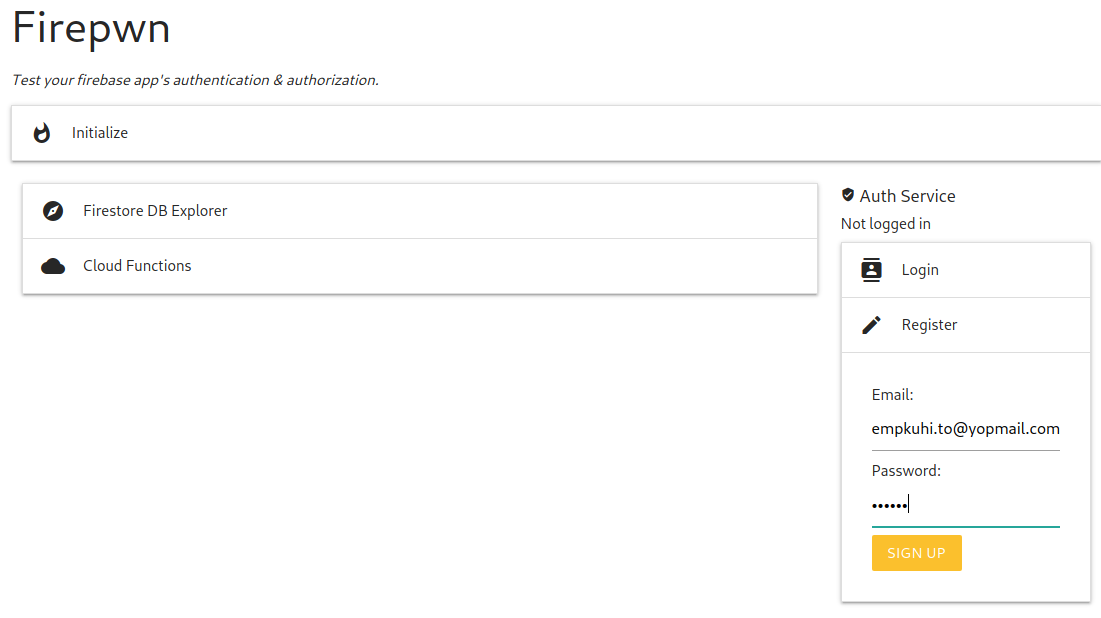 Firepwn
Test your firebase app's authentication & authorization.
Initialize
Firestore DB Explorer
Cloud Functions
Auth Service
Not logged in
Login
Register
Email:
empkuhi.to@yopmail.com
Password:
••••••
SIGN UP